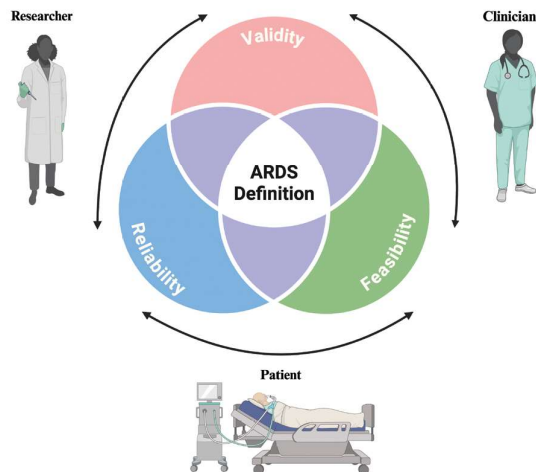 Researcher
Clinician
Validity
ARDS
Definition
Reliability
Feasibility
Patient